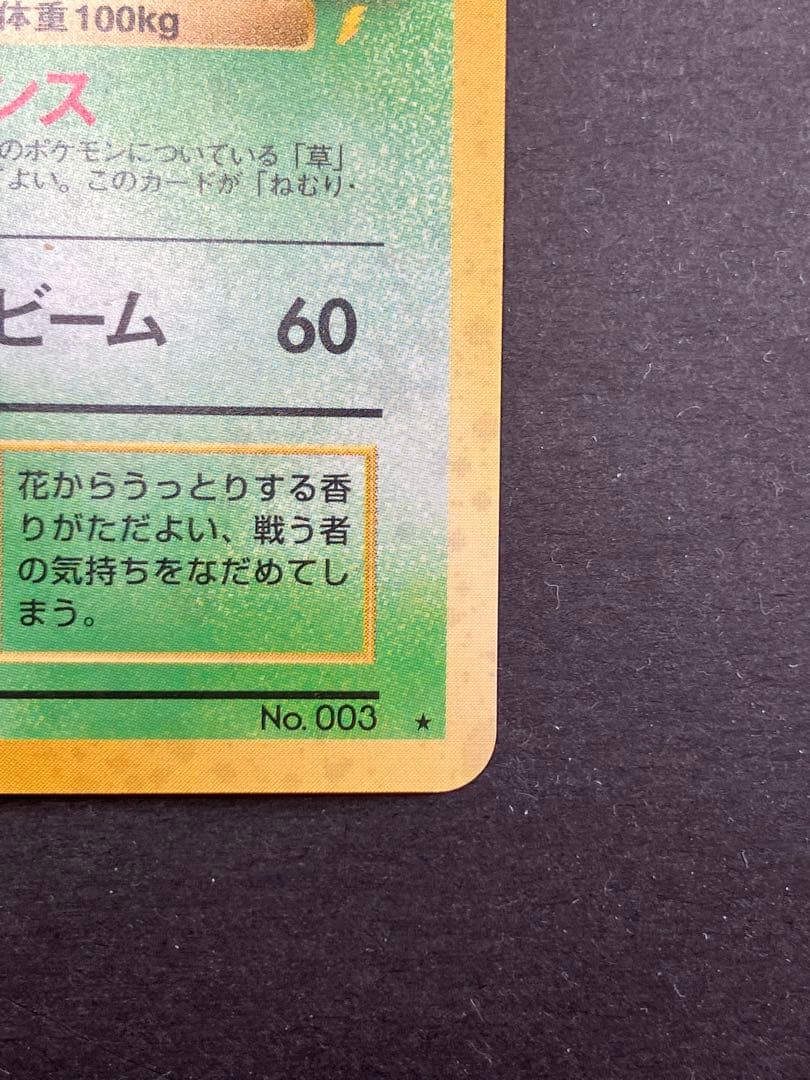 体重100kg
ンス
のポケモンについている「草」
よい。このカードが「ねむり・
ビーム 60
花からうっとりする香
りがただよい、戦う者
の気持ちをなだめてし
まう。
No. 003 ★